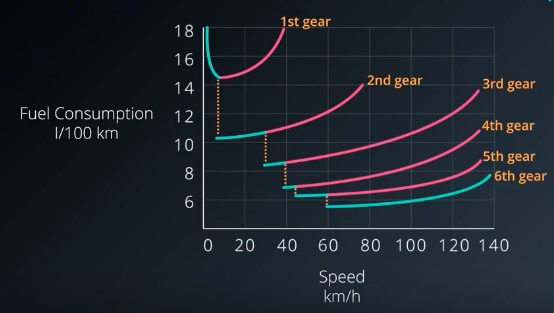 1st gear
18
2nd gear
3rd gear
16
14
Fuel Consumption
l/100 km
12
4th gear
10
5th gear
8
6th gear
6
0 20 40 60 80 100 120 140
Speed
km/h